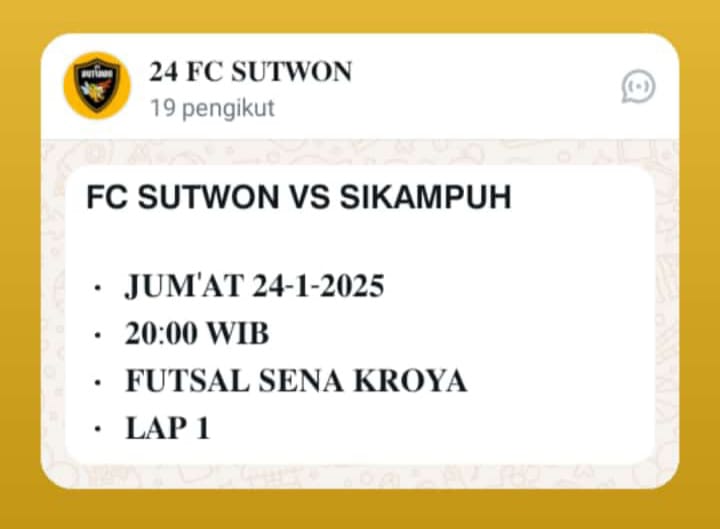 24 FC SUTWON
19 pengikut
FC SUTWON VS SIKAMPUH
• JUM'AT 24-1-2025
• 20:00 WIB
• FUTSAL SENA KROYA
• LAP 1